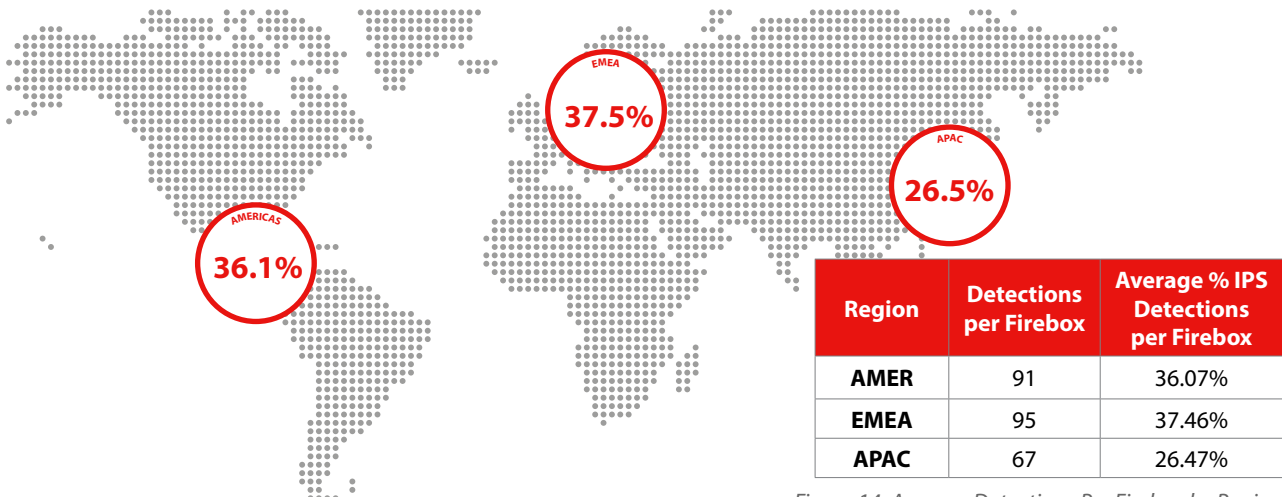 EMEA
37.5%
APAC
26.5%
AMERICAS
36.1%
Region Detections per Firebox Average % IPS Detections per Firebox
AMER 91 36.07%
EMEA 95 37.46%
APAC 67 26.47%